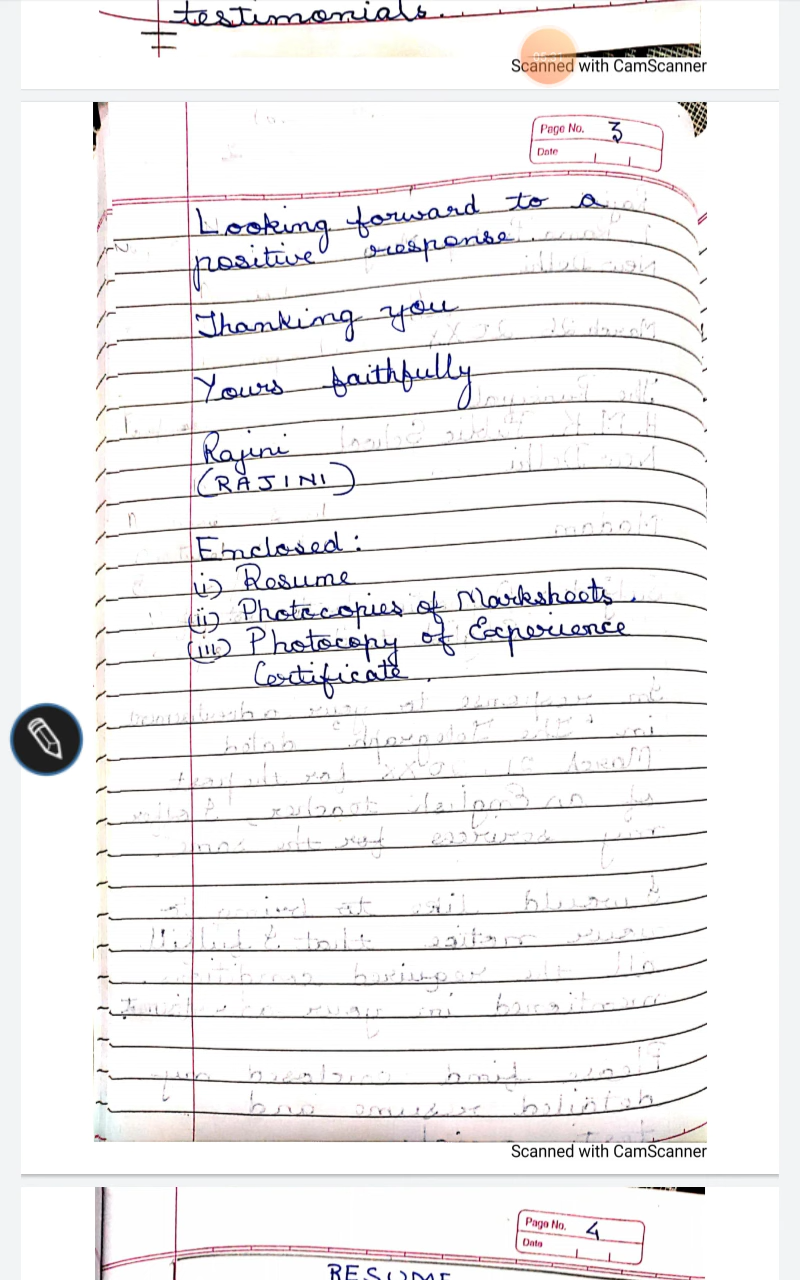 testimonials.
Scanned with CamScanner
Page No. 3
Date
Looking forward to a
positive response.
Thanking you
Yours faithfully
Rajini
(RAJINI)
Enclosed:
(i) Resume
(ii) Photocopies of Marksheets.
(iii) Photocopy of Experience
Certificate.
Scanned with CamScanner
Page No. 4
Date
RESUME